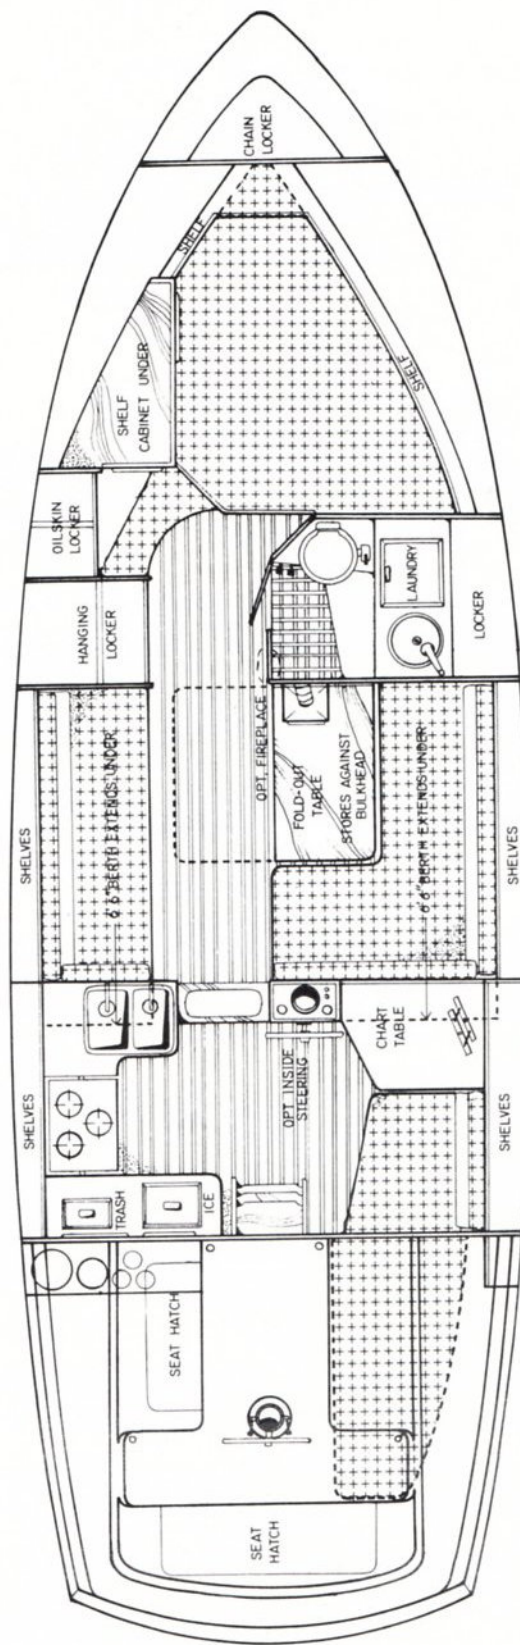 CHAIN
LOCKER
SHELF
SHELF
SHELF
CABINET UNDER
OILSKIN
LOCKER
HANGING
LOCKER
LAUNDRY
LOCKER
OPT. FIREPLACE
FOLD-OUT
TABLE
STORES AGAINST
BULKHEAD
SHELVES
6'6" BERTH EXTENDS UNDER
6'6" BERTH EXTENDS UNDER
SHELVES
CHART
TABLE
OPT INSIDE
STEERING
SHELVES
SHELVES
TRASH
ICE
SEAT HATCH
SEAT
HATCH